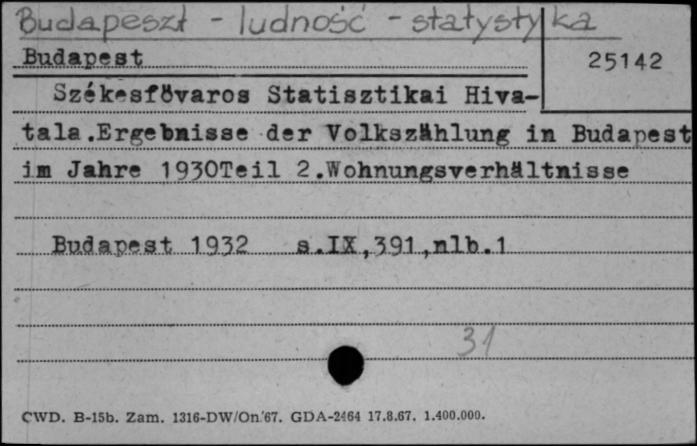 Budapeszt - ludność - statystyka
Budapest
25142
Székesfövaros Statisztikai Hiva-
tala.Ergebnisse der Volkszählung in Budapest
im Jahre 1930Teil 2.Wohnungsverhältnisse
Budapest 1932 s.IX,391,nlb.1
31
CWD. B-15b. Zam. 1316-DW/On.'67. GDA-2464 17.8.67. 1.400.000.